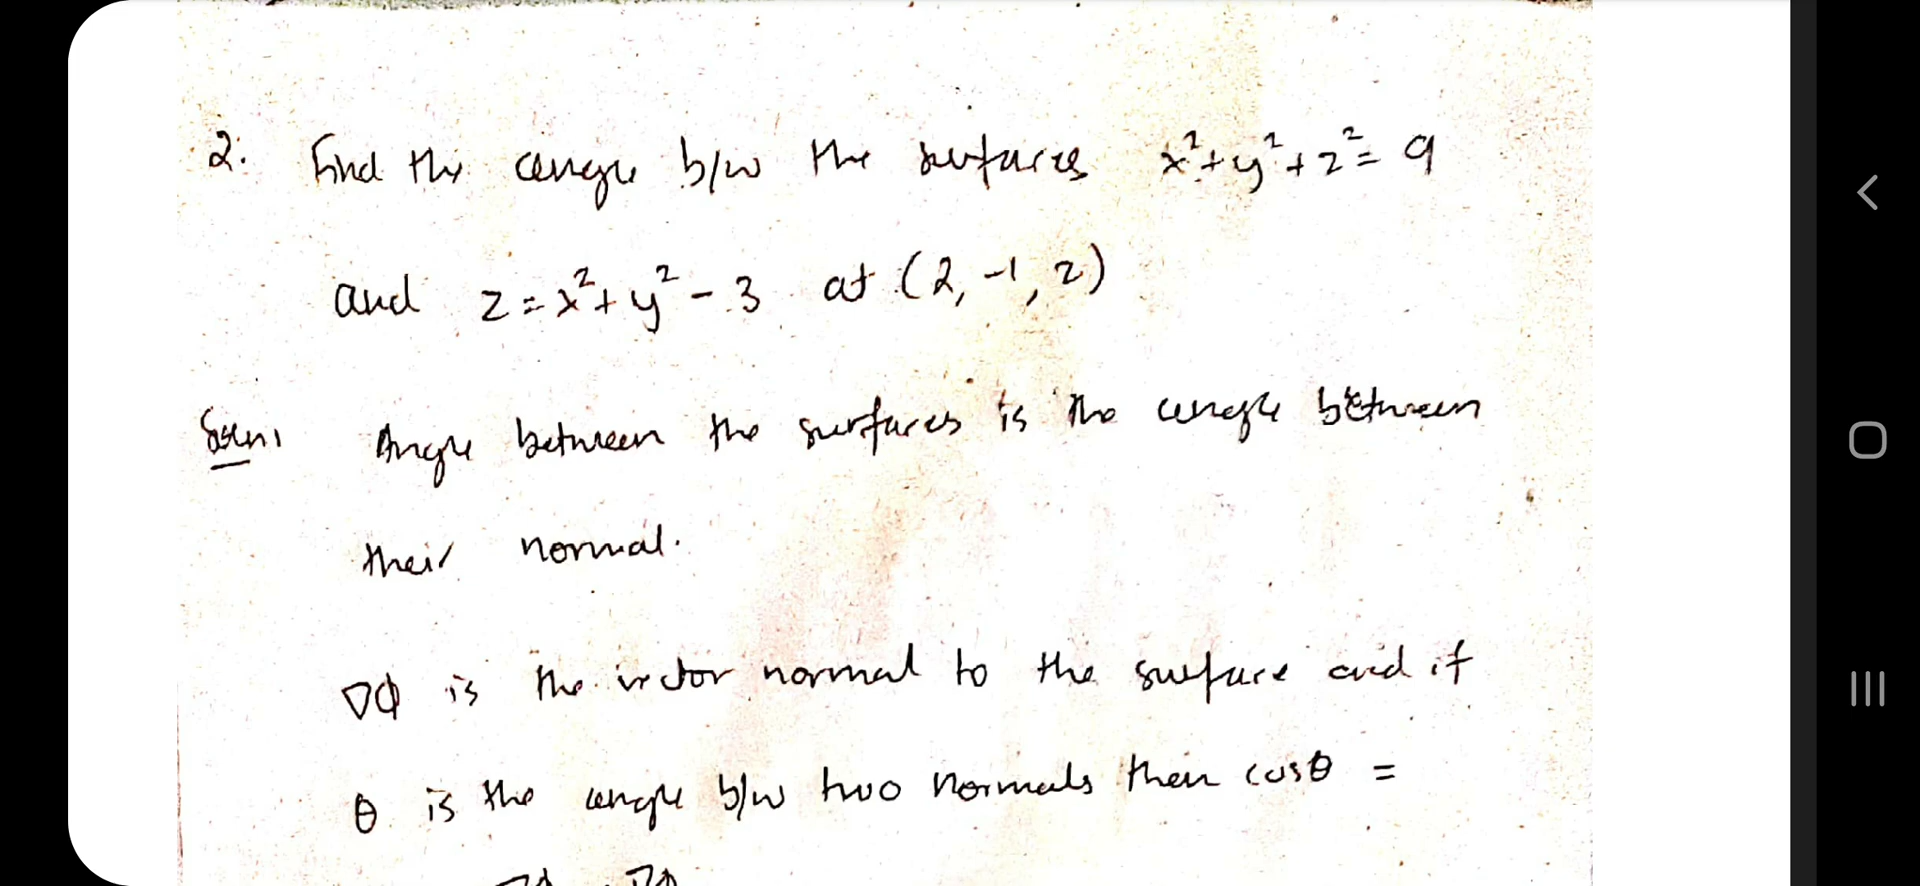 2. Find the angle b/w the surfaces x²+y²+z²= 9
and z=x²+y²-3 at (2,-1,2)
Soln: Angle between the surfaces is the angle between
their normal.
∇ϕ is the vector normal to the surface and if
θ is the angle b/w two normals then cosθ =
∇ϕ . ∇ϕ